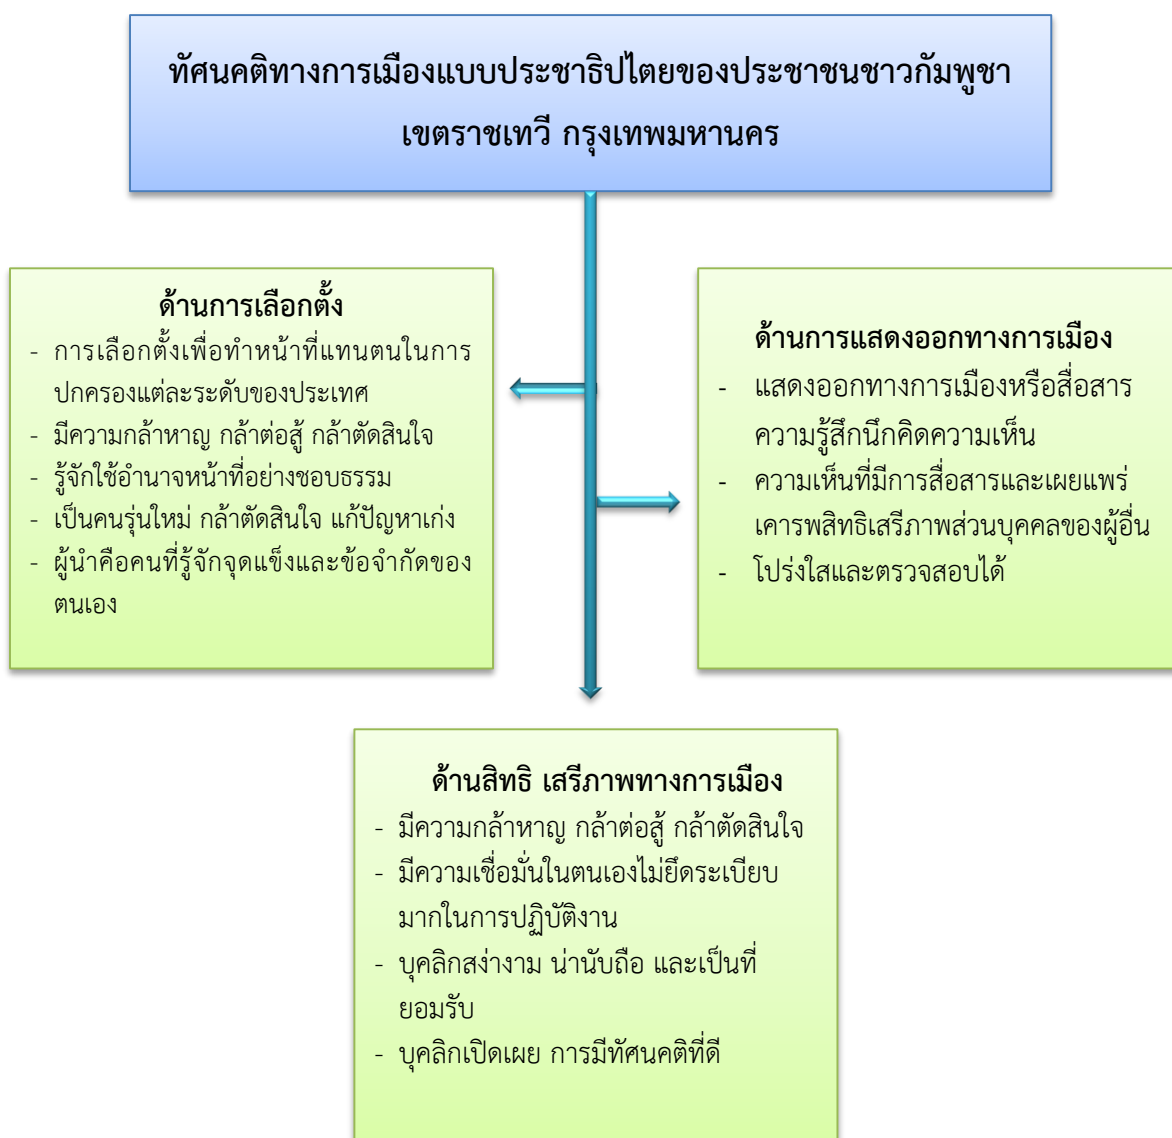 ทัศนคติทางการเมืองแบบประชาธิปไตยของประชาชนชาวกัมพูชา
เขตราชเทวี กรุงเทพมหานคร
ด้านการเลือกตั้ง
- การเลือกตั้งเพื่อทำหน้าที่แทนตนในการ
ปกครองแต่ละระดับของประเทศ
- มีความกล้าหาญ กล้าต่อสู้ กล้าตัดสินใจ
- รู้จักใช้อำนาจหน้าที่อย่างชอบธรรม
- เป็นคนรุ่นใหม่ กล้าตัดสินใจ แก้ปัญหาเก่ง
- ผู้นำคือคนที่รู้จักจุดแข็งและข้อจำกัดของ
ตนเอง
ด้านการแสดงออกทางการเมือง
- แสดงออกทางการเมืองหรือสื่อสาร
ความรู้สึกนึกคิดความเห็น
- ความเห็นที่มีการสื่อสารและเผยแพร่
เคารพสิทธิเสรีภาพส่วนบุคคลของผู้อื่น
- โปร่งใสและตรวจสอบได้
ด้านสิทธิ เสรีภาพทางการเมือง
- มีความกล้าหาญ กล้าต่อสู้ กล้าตัดสินใจ
- มีความเชื่อมั่นในตนเองไม่ยึดระเบียบ
มากในการปฏิบัติงาน
- บุคลิกสง่างาม น่านับถือ และเป็นที่
ยอมรับ
- บุคลิกเปิดเผย การมีทัศนคติที่ดี